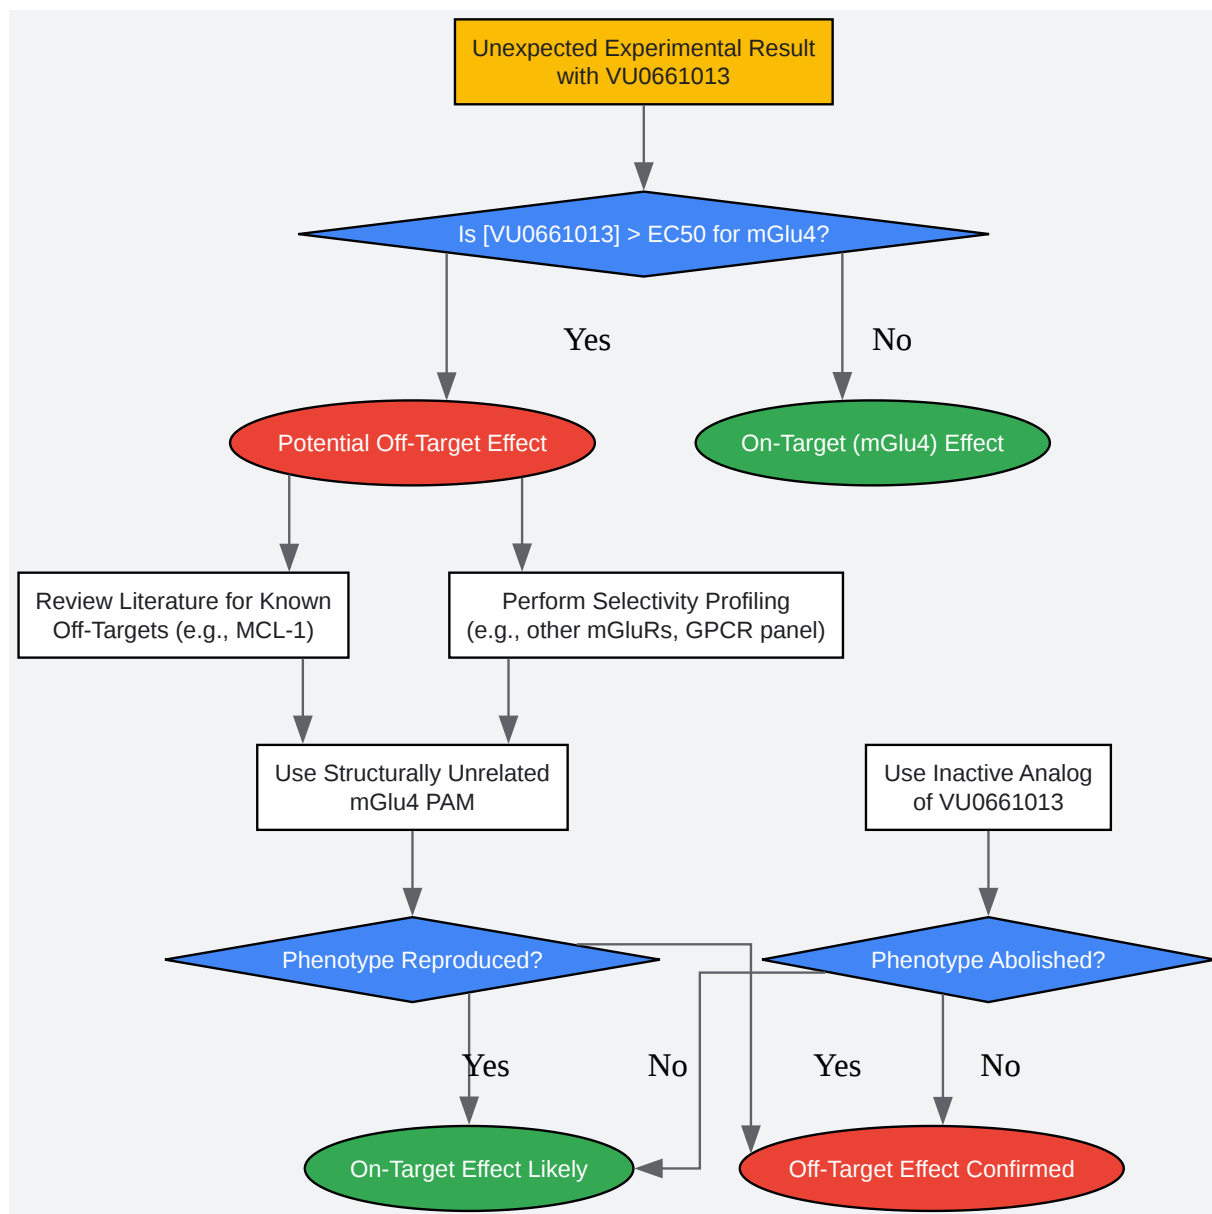 Unexpected Experimental Result
with VU0661013
Is [VU0661013] > EC50 for mGlu4?
Yes
No
Potential Off-Target Effect
On-Target (mGlu4) Effect
Review Literature for Known
Off-Targets (e.g., MCL-1)
Perform Selectivity Profiling
(e.g., other mGluRs, GPCR panel)
Use Structurally Unrelated
mGlu4 PAM
Use Inactive Analog
of VU0661013
Phenotype Reproduced?
Phenotype Abolished?
Yes
No
Yes
No
On-Target Effect Likely
Off-Target Effect Confirmed